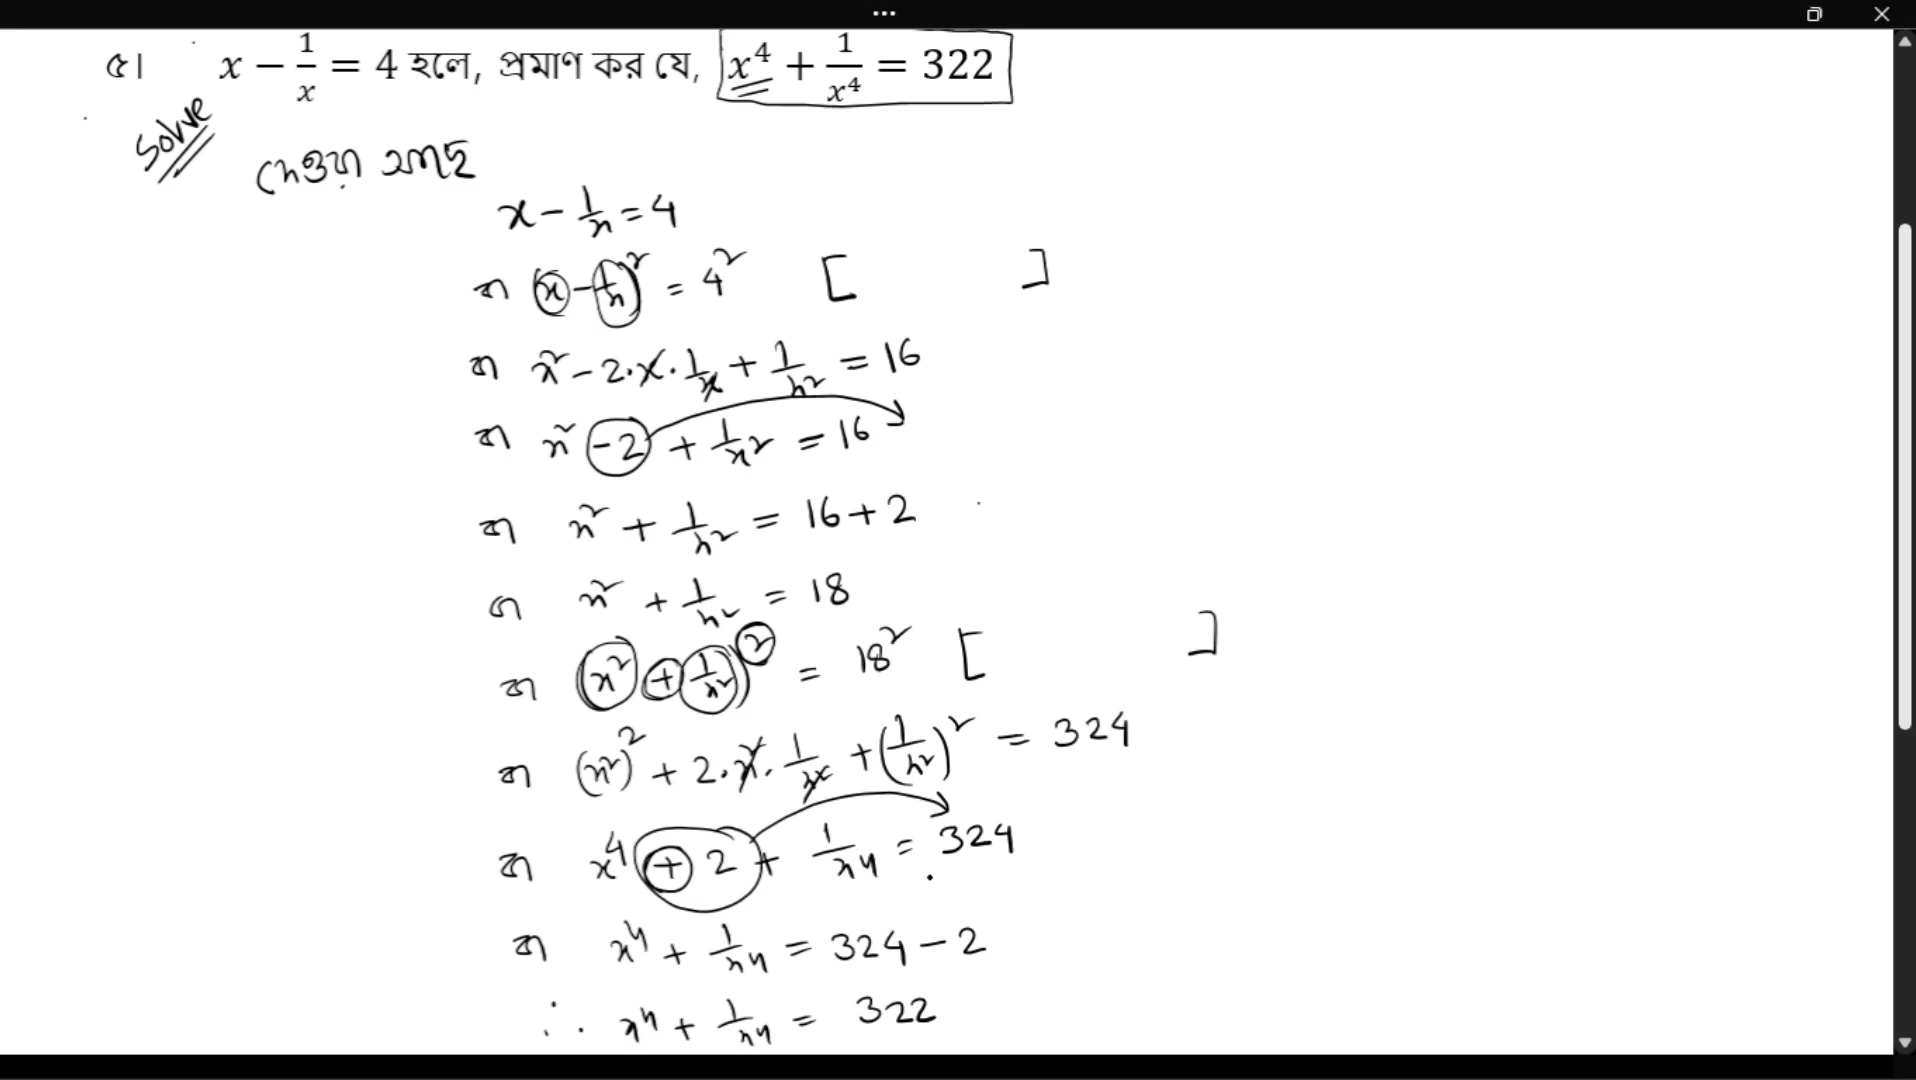 ৫। x − 1/x = 4 হলে, প্রমাণ কর যে, x⁴ + 1/x⁴ = 322
Solve
দেওয়া আছে
x − 1/x = 4
বা (x − 1/x)² = 4² [ ]
বা x² − 2·x·1/x + 1/x² = 16
বা x² − 2 + 1/x² = 16
বা x² + 1/x² = 16 + 2
বা x² + 1/x² = 18
বা (x² + 1/x²)² = 18² [ ]
বা (x²)² + 2·x²·1/x² + (1/x²)² = 324
বা x⁴ + 2 + 1/x⁴ = 324
বা x⁴ + 1/x⁴ = 324 − 2
∴ x⁴ + 1/x⁴ = 322